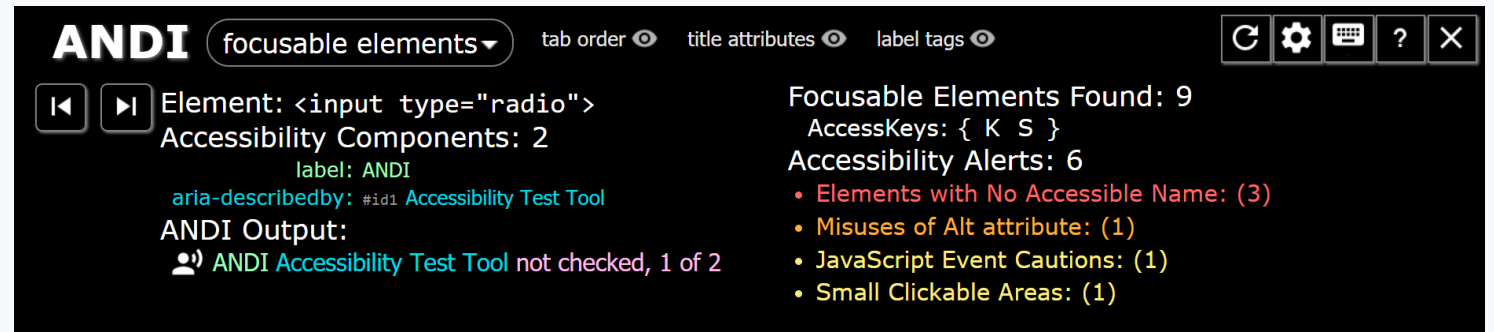 ANDI focusable elements tab order title attributes label tags ?
Element: <input type="radio">
Accessibility Components: 2
label: ANDI
aria-describedby: #id1 Accessibility Test Tool
ANDI Output:
ANDI Accessibility Test Tool not checked, 1 of 2
Focusable Elements Found: 9
AccessKeys: { K S }
Accessibility Alerts: 6
• Elements with No Accessible Name: (3)
• Misuses of Alt attribute: (1)
• JavaScript Event Cautions: (1)
• Small Clickable Areas: (1)